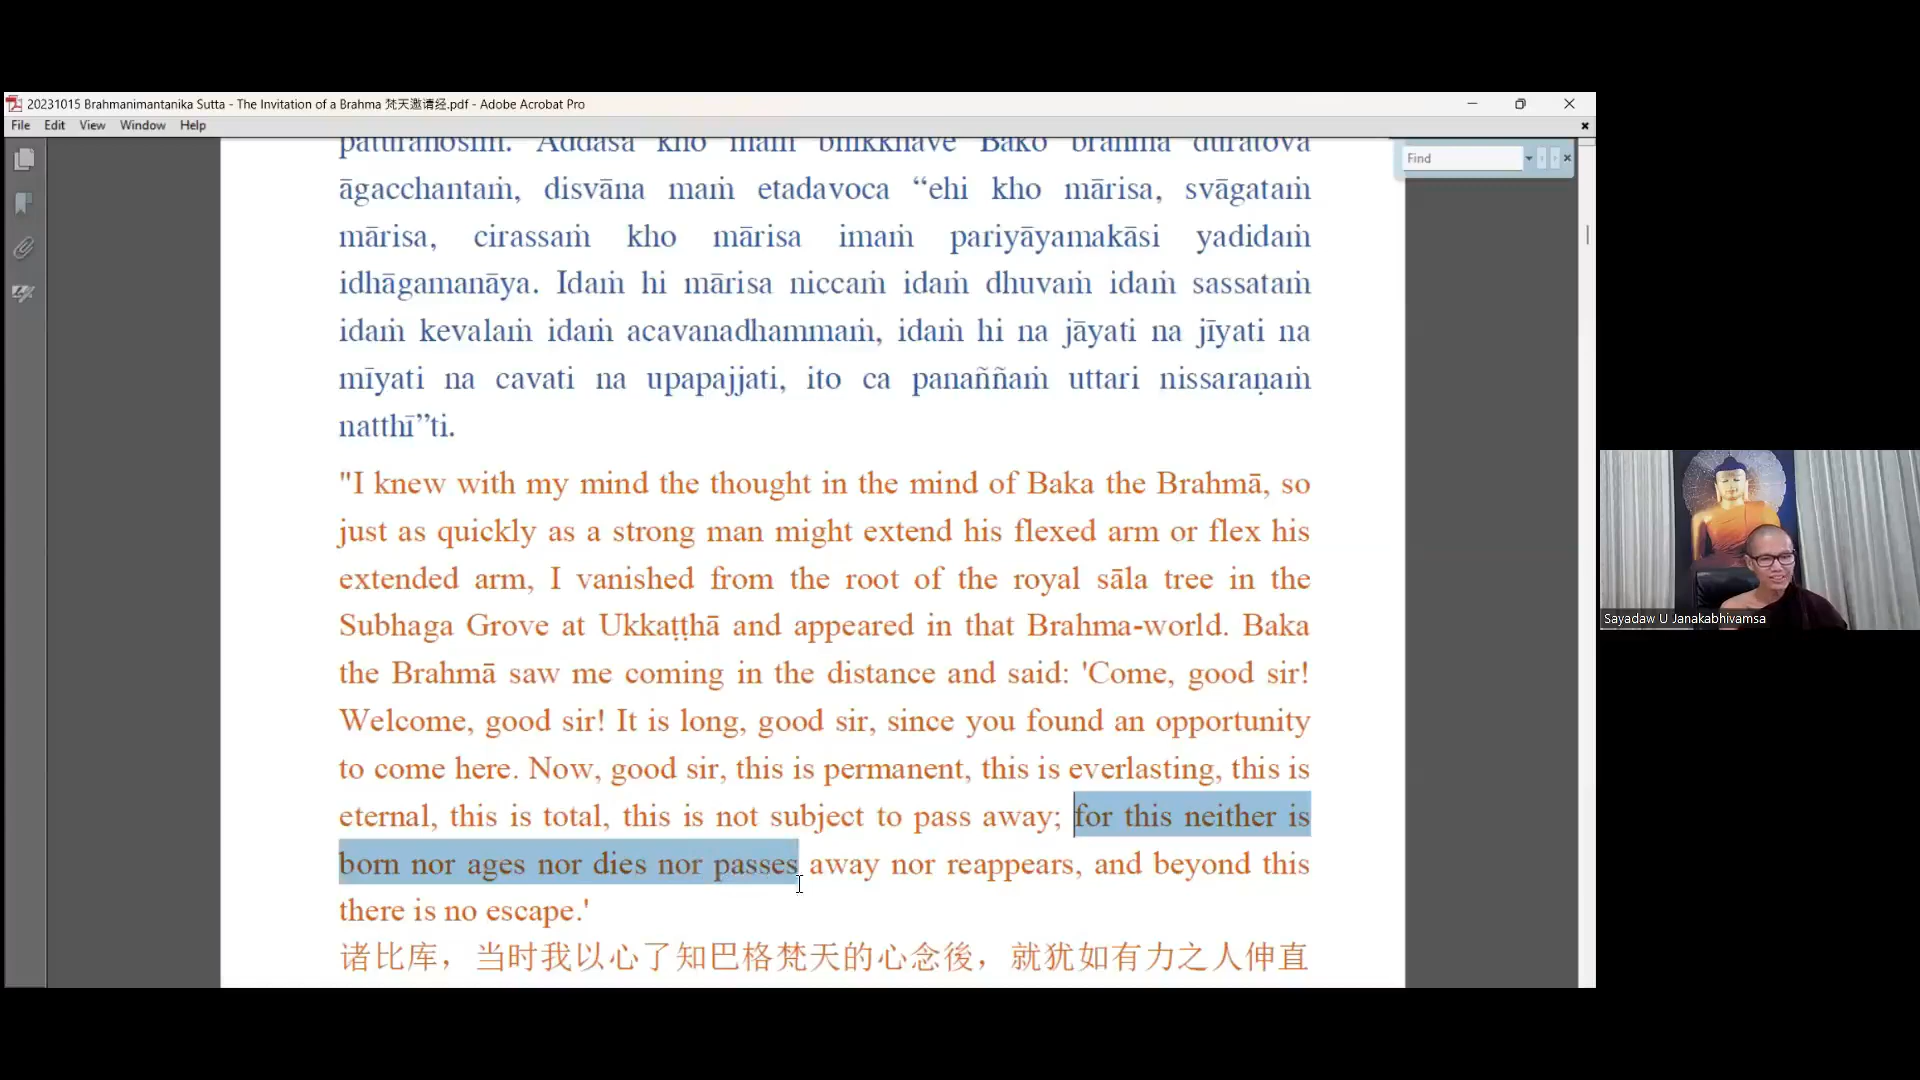 20231015 Brahmanimantanika Sutta - The Invitation of a Brahma 梵天邀请经.pdf - Adobe Acrobat Pro
File Edit View Window Help
Find
pāturahosiṁ. Addasā kho maṁ bhikkhave Bako brahmā dūratova
āgacchantaṁ, disvāna maṁ etadavoca “ehi kho mārisa, svāgataṁ
mārisa, cirassaṁ kho mārisa imaṁ pariyāyamakāsi yadidaṁ
idhāgamanāya. Idaṁ hi mārisa niccaṁ idaṁ dhuvaṁ idaṁ sassataṁ
idaṁ kevalaṁ idaṁ acavanadhammaṁ, idaṁ hi na jāyati na jīyati na
mīyati na cavati na upapajjati, ito ca panaññaṁ uttari nissaraṇaṁ
natthī”ti.
"I knew with my mind the thought in the mind of Baka the Brahmā, so
just as quickly as a strong man might extend his flexed arm or flex his
extended arm, I vanished from the root of the royal sāla tree in the
Subhaga Grove at Ukkaṭṭhā and appeared in that Brahma-world. Baka
the Brahmā saw me coming in the distance and said: 'Come, good sir!
Welcome, good sir! It is long, good sir, since you found an opportunity
to come here. Now, good sir, this is permanent, this is everlasting, this is
eternal, this is total, this is not subject to pass away; for this neither is
born nor ages nor dies nor passes away nor reappears, and beyond this
there is no escape.'
诸比库，当时我以心了知巴格梵天的心念後，就犹如有力之人伸直
Sayadaw U Janakabhivamsa